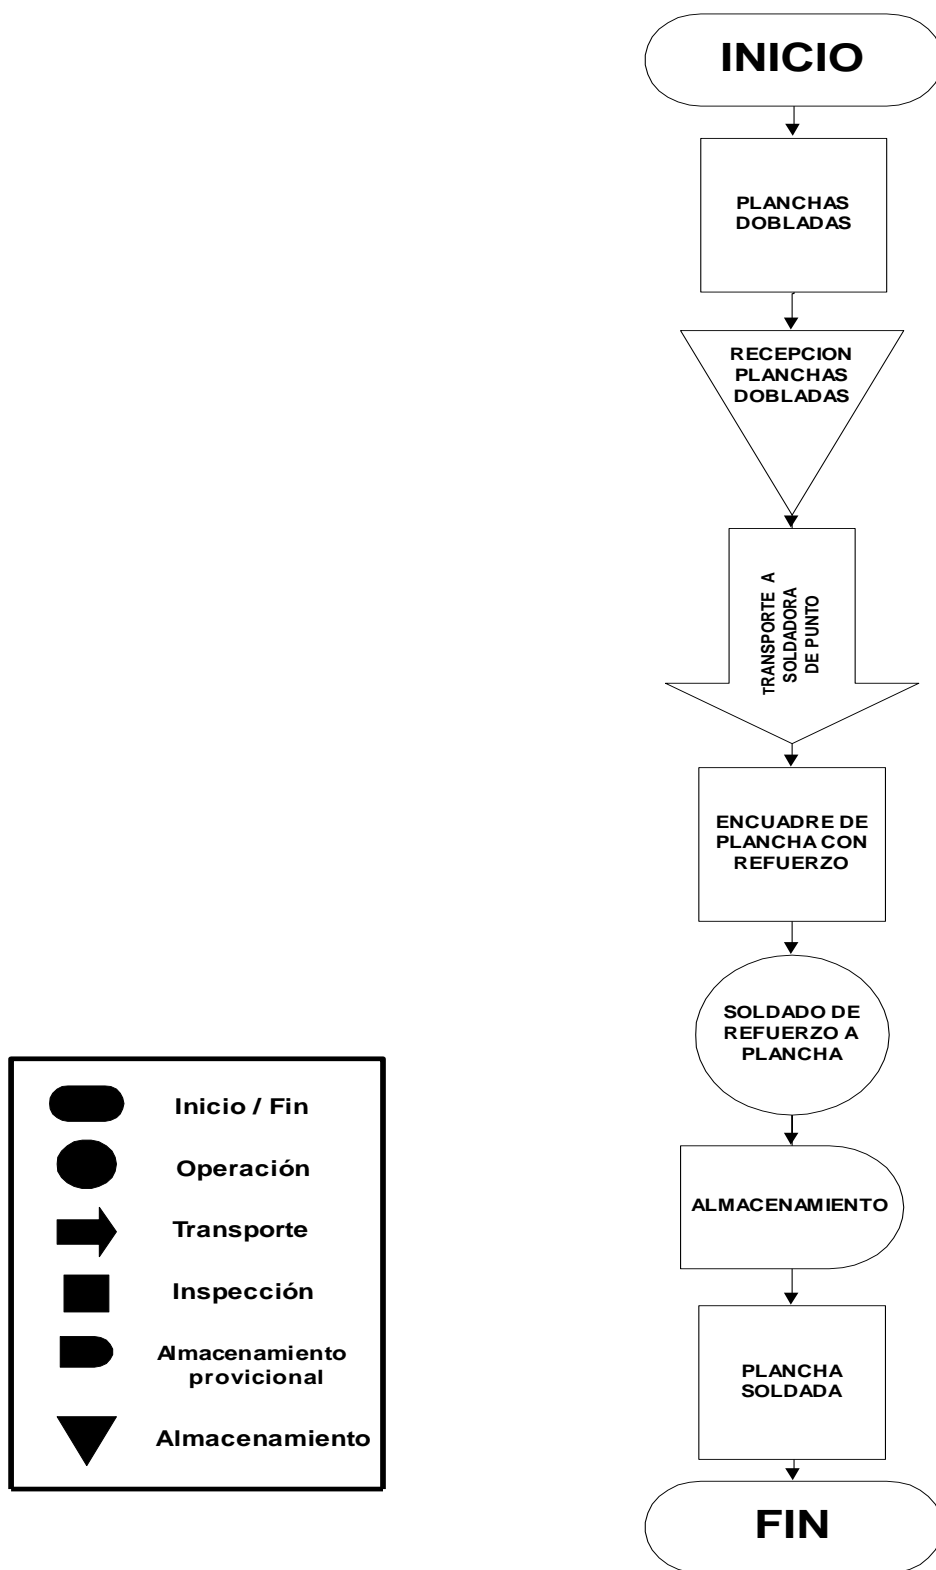 INICIO
PLANCHAS
DOBLADAS
RECEPCION
PLANCHAS
DOBLADAS
TRANSPORTE A
SOLDADORA
DE PUNTO
ENCUADRE DE
PLANCHA CON
REFUERZO
SOLDADO DE
REFUERZO A
PLANCHA
ALMACENAMIENTO
PLANCHA
SOLDADA
FIN
Inicio / Fin
Operación
Transporte
Inspección
Almacenamiento
provicional
Almacenamiento